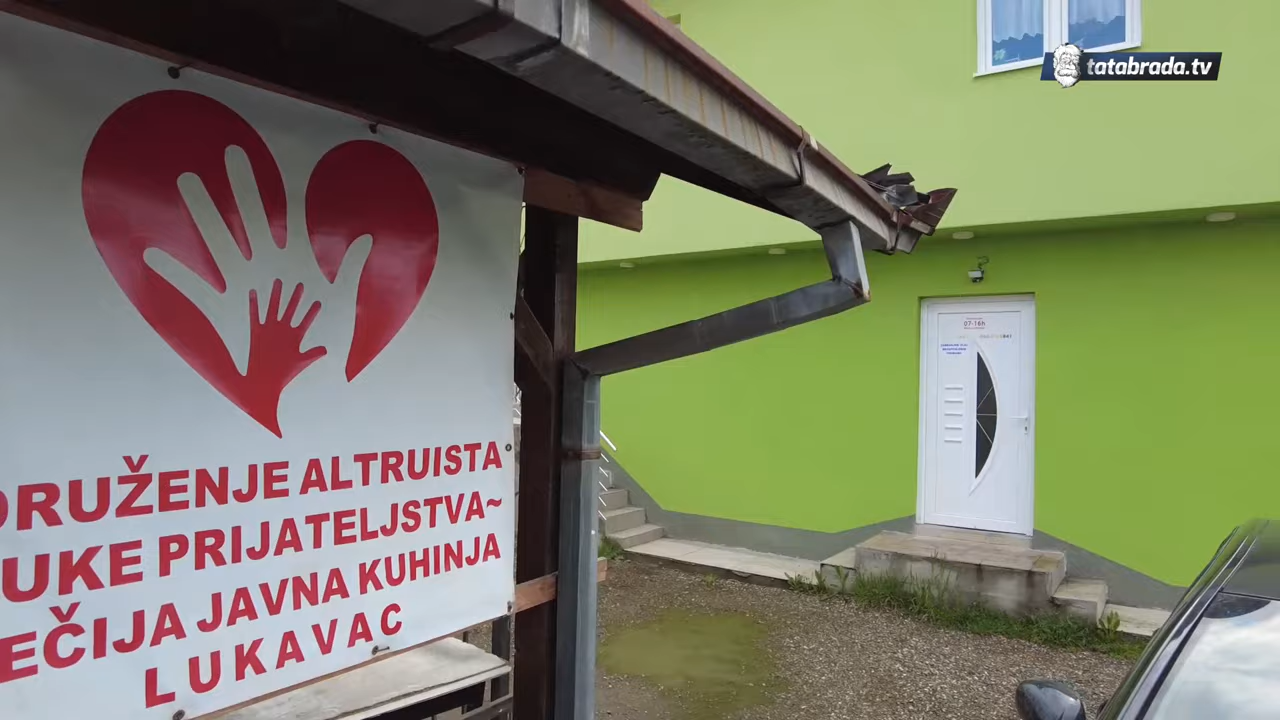 DRUŽENJE ALTRUISTA
UKE PRIJATELJSTVA~
EČIJA JAVNA KUHINJA
LUKAVAC
tatabrada.tv
07-16h